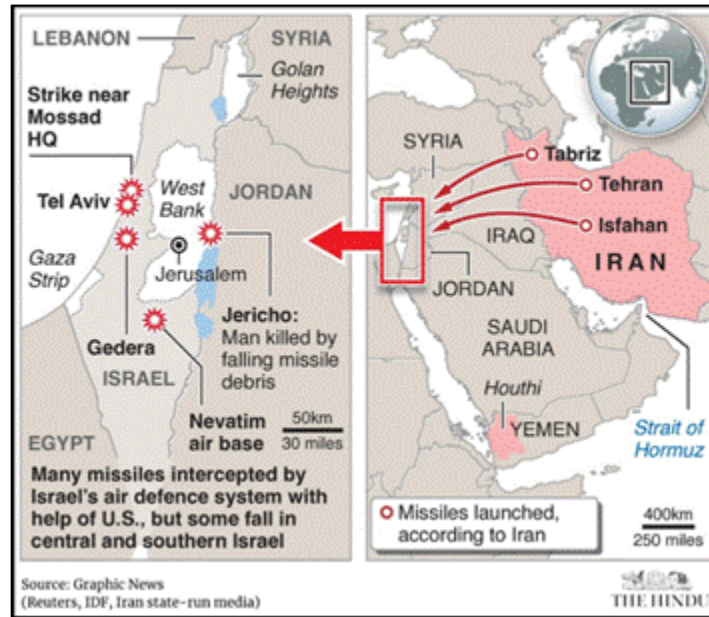 LEBANON
SYRIA
Golan
Heights
Strike near
Mossad
HQ
Tel Aviv
West
Bank
JORDAN
Gaza
Strip
Jerusalem
Jericho:
Man killed by
falling missile
debris
Gedera
ISRAEL
Nevatim
air base
50km
30 miles
EGYPT
Many missiles intercepted by
Israel's air defence system with
help of U.S., but some fall in
central and southern Israel
SYRIA
Tabriz
Tehran
Isfahan
IRAQ
IRAN
JORDAN
SAUDI
ARABIA
Houthi
YEMEN
Strait of
Hormuz
Missiles launched,
according to Iran
400km
250 miles
Source: Graphic News
(Reuters, IDF, Iran state-run media)
THE HINDU